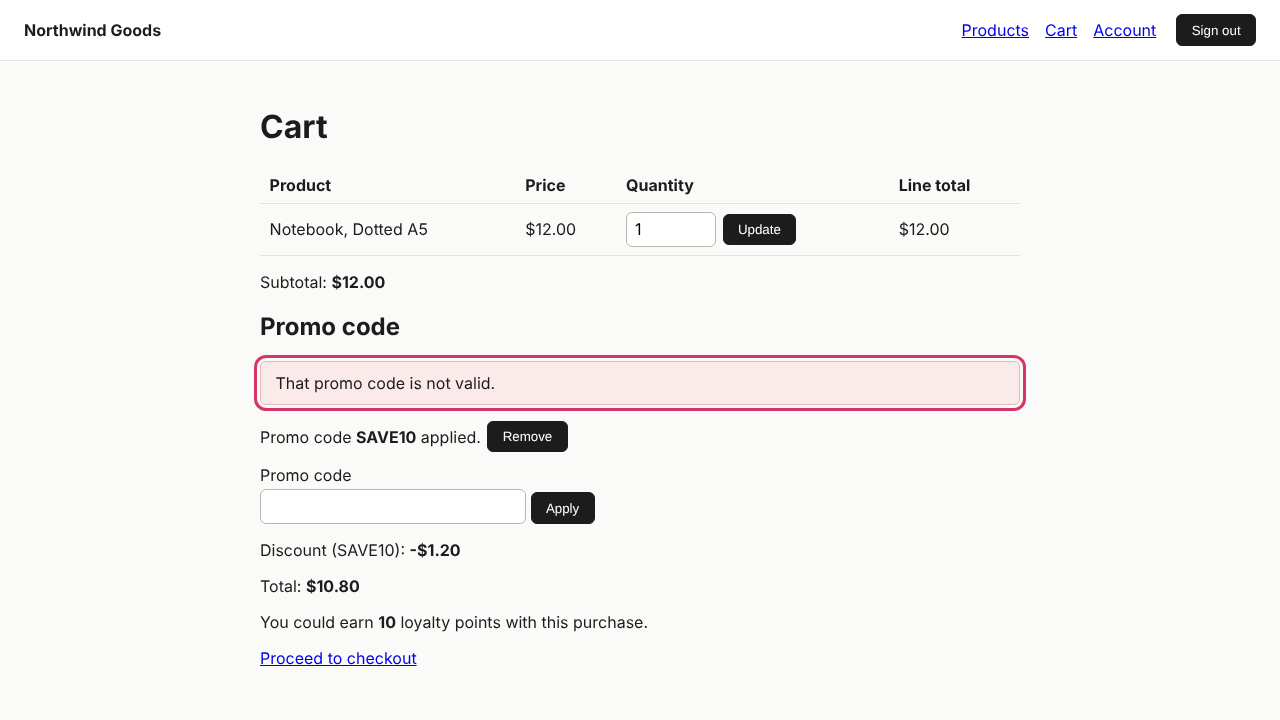 Northwind Goods Products Cart Account Sign out
Cart
Product Price Quantity Line total
Notebook, Dotted A5 $12.00 1 Update $12.00
Subtotal: $12.00
Promo code
That promo code is not valid.
Promo code SAVE10 applied. Remove
Promo code
Apply
Discount (SAVE10): -$1.20
Total: $10.80
You could earn 10 loyalty points with this purchase.
Proceed to checkout